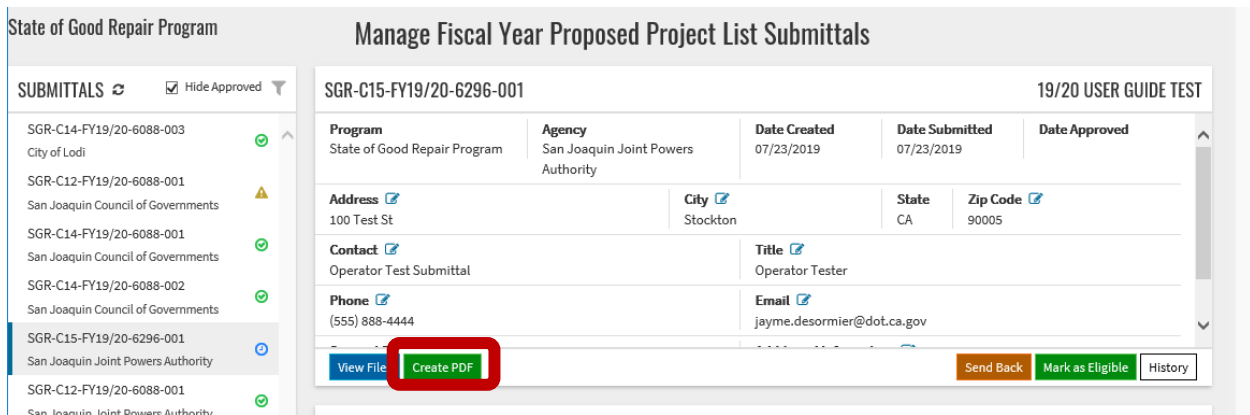 State of Good Repair Program
Manage Fiscal Year Proposed Project List Submittals
SUBMITTALS
Hide Approved
SGR-C14-FY19/20-6088-003
City of Lodi
SGR-C12-FY19/20-6088-001
San Joaquin Council of Governments
SGR-C14-FY19/20-6088-001
San Joaquin Council of Governments
SGR-C14-FY19/20-6088-002
San Joaquin Council of Governments
SGR-C15-FY19/20-6296-001
San Joaquin Joint Powers Authority
SGR-C12-FY19/20-6088-001
San Joaquin Joint Powers Authority
SGR-C15-FY19/20-6296-001
19/20 USER GUIDE TEST
Program
State of Good Repair Program
Agency
San Joaquin Joint Powers
Authority
Date Created
07/23/2019
Date Submitted
07/23/2019
Date Approved
Address
100 Test St
City
Stockton
State
CA
Zip Code
90005
Contact
Operator Test Submittal
Title
Operator Tester
Phone
(555) 888-4444
Email
jayme.desormier@dot.ca.gov
View File
Create PDF
Send Back
Mark as Eligible
History